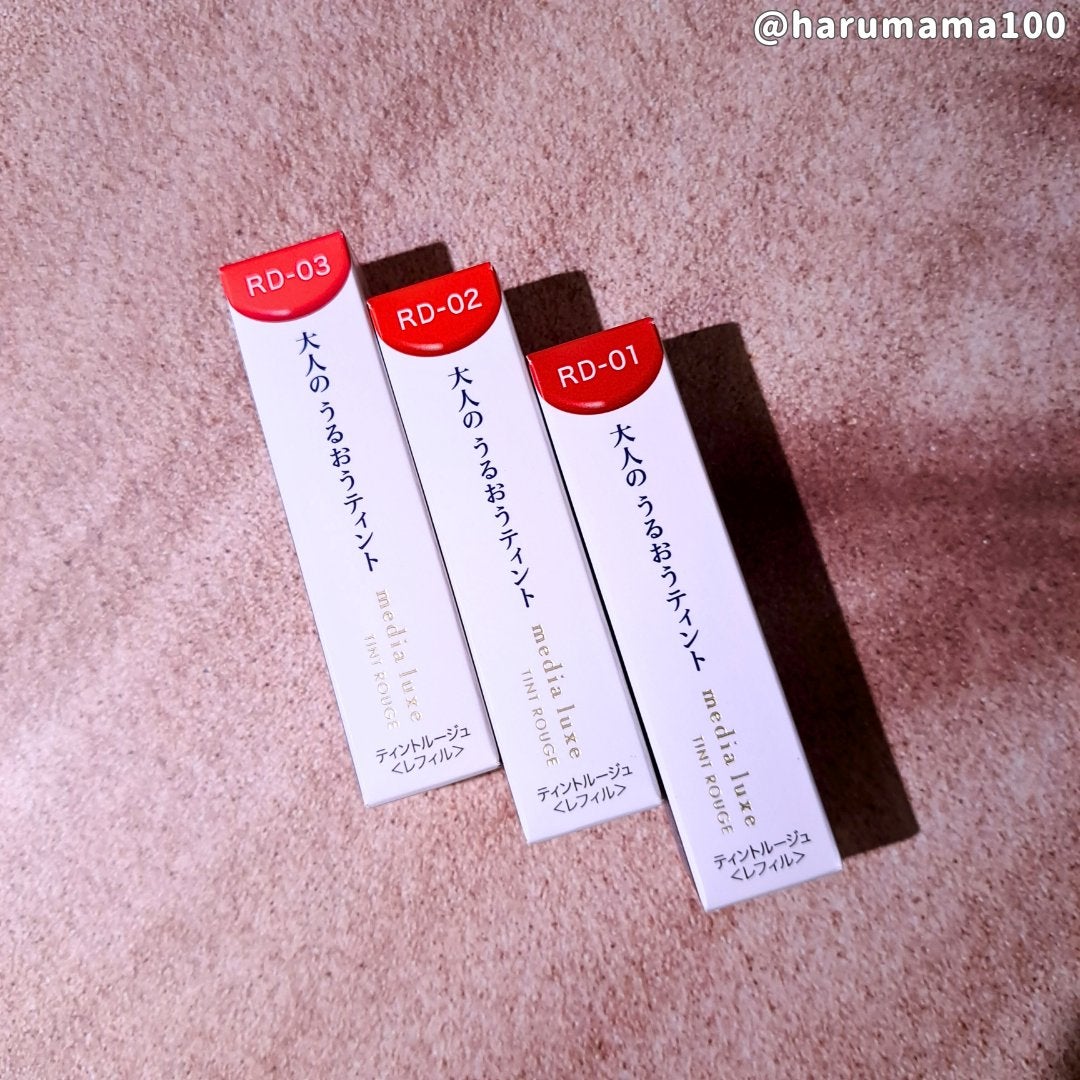 @harumama100
RD-03
大人の うるおうティント
media luxe
TINT ROUGE
ティントルージュ
<レフィル>
RD-02
大人の うるおうティント
media luxe
TINT ROUGE
ティントルージュ
<レフィル>
RD-01
大人の うるおうティント
media luxe
TINT ROUGE
ティントルージュ
<レフィル>